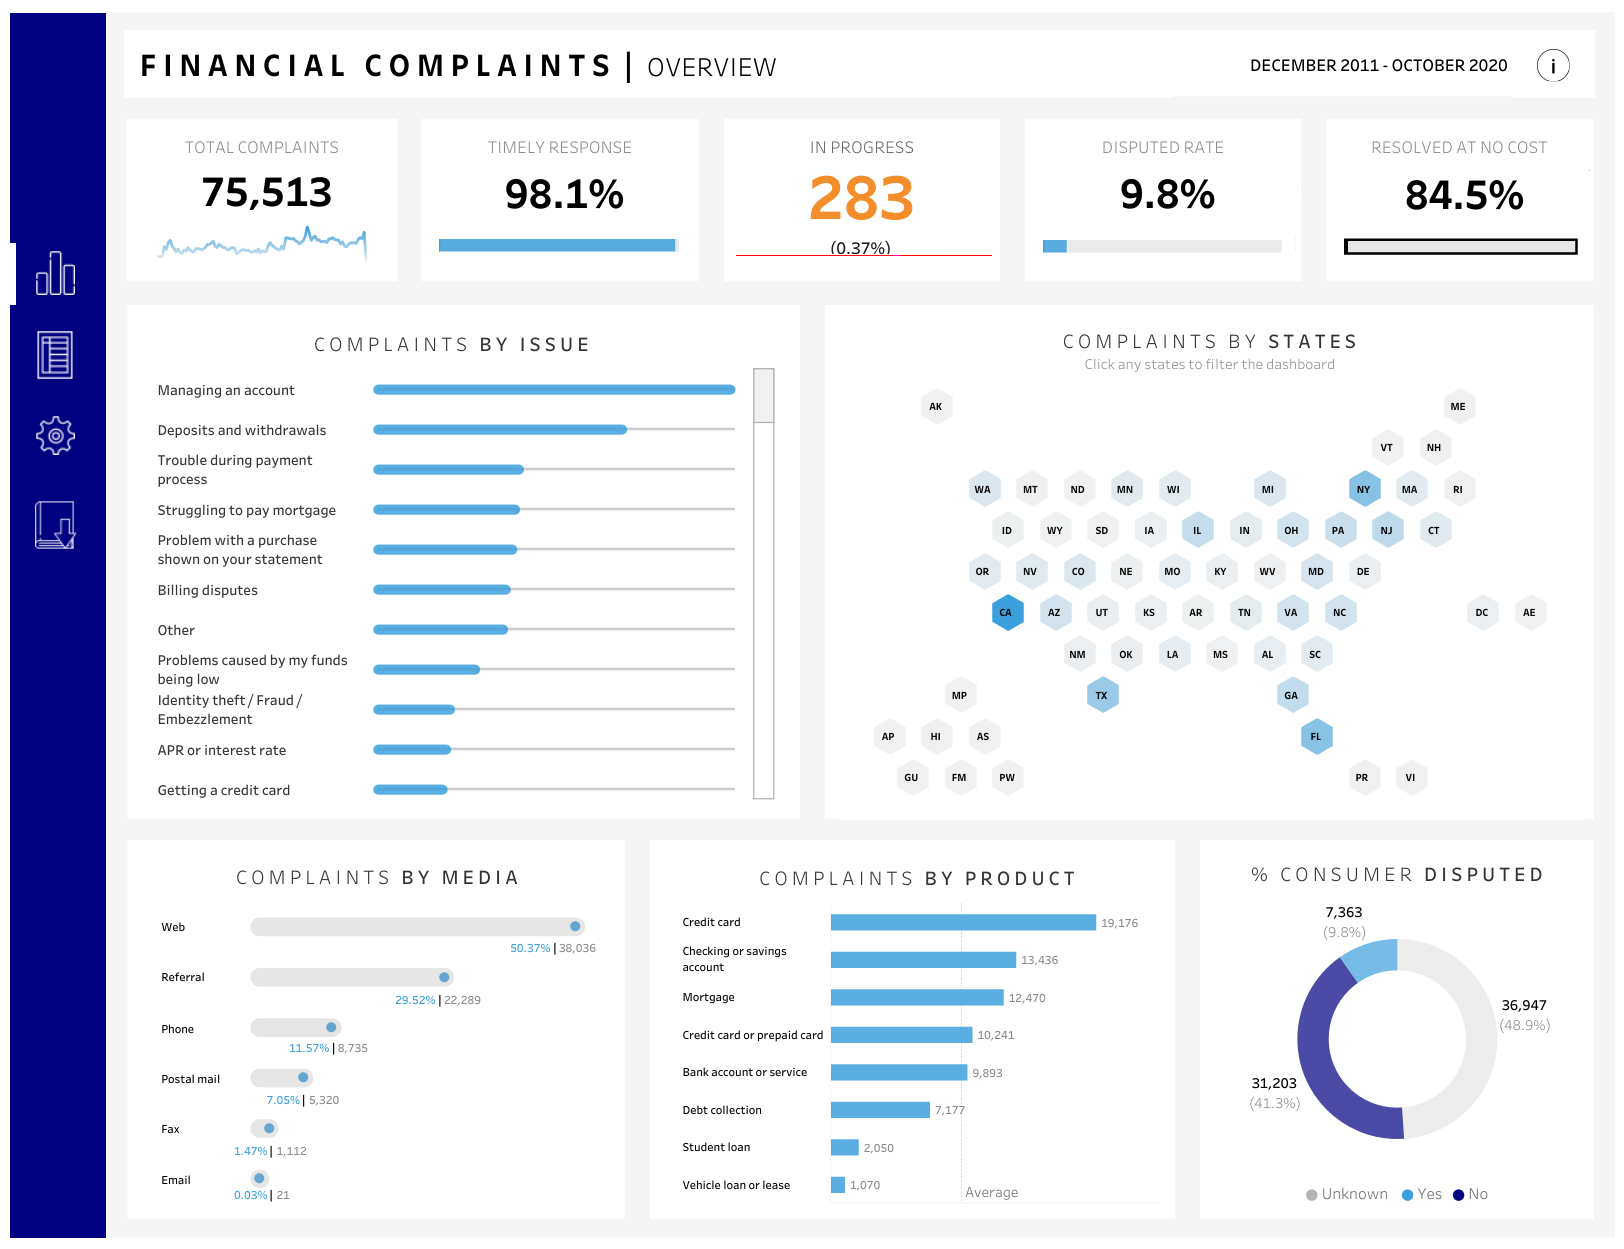 FINANCIAL COMPLAINTS | OVERVIEW
DECEMBER 2011 - OCTOBER 2020
i
TOTAL COMPLAINTS
75,513
TIMELY RESPONSE
98.1%
IN PROGRESS
283
(0.37%)
DISPUTED RATE
9.8%
RESOLVED AT NO COST
84.5%
COMPLAINTS BY ISSUE
Managing an account
Deposits and withdrawals
Trouble during payment
process
Struggling to pay mortgage
Problem with a purchase
shown on your statement
Billing disputes
Other
Problems caused by my funds
being low
Identity theft / Fraud /
Embezzlement
APR or interest rate
Getting a credit card
COMPLAINTS BY STATES
Click any states to filter the dashboard
AK ME
VT NH
WA MT ND MN WI MI NY MA RI
ID WY SD IA IL IN OH PA NJ CT
OR NV CO NE MO KY WV MD DE
CA AZ UT KS AR TN VA NC DC AE
NM OK LA MS AL SC
MP TX GA
AP HI AS FL
GU FM PW PR VI
COMPLAINTS BY MEDIA
Web
50.37% | 38,036
Referral
29.52% | 22,289
Phone
11.57% | 8,735
Postal mail
7.05% | 5,320
Fax
1.47% | 1,112
Email
0.03% | 21
COMPLAINTS BY PRODUCT
Credit card 19,176
Checking or savings
account 13,436
Mortgage 12,470
Credit card or prepaid card 10,241
Bank account or service 9,893
Debt collection 7,177
Student loan 2,050
Vehicle loan or lease 1,070
Average
% CONSUMER DISPUTED
7,363
(9.8%)
36,947
(48.9%)
31,203
(41.3%)
Unknown Yes No